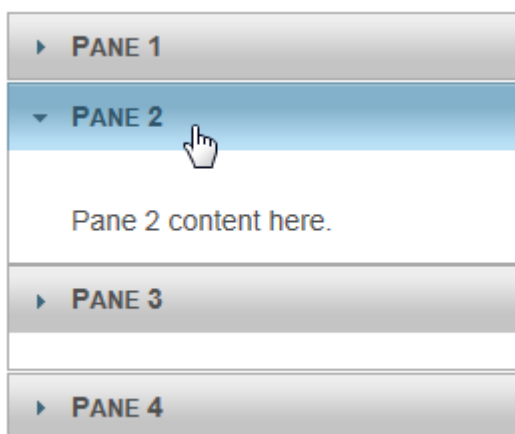 PANE 1
PANE 2
Pane 2 content here.
PANE 3
PANE 4